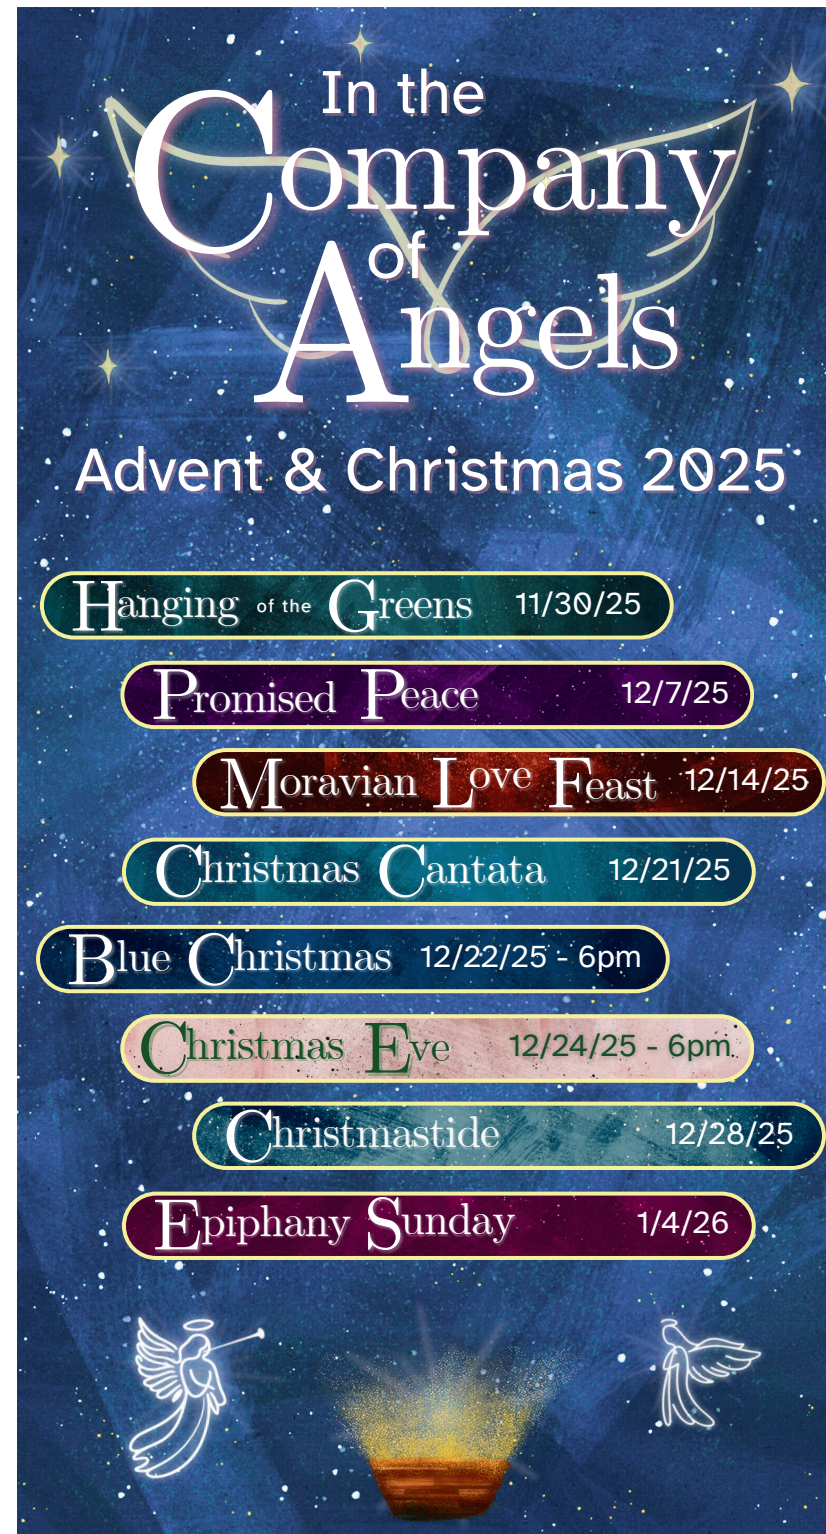 In the
Company
of
Angels
Advent & Christmas 2025
Hanging of the Greens 11/30/25
Promised Peace 12/7/25
Moravian Love Feast 12/14/25
Christmas Cantata 12/21/25
Blue Christmas 12/22/25 - 6pm
Christmas Eve 12/24/25 - 6pm
Christmastide 12/28/25
Epiphany Sunday 1/4/26